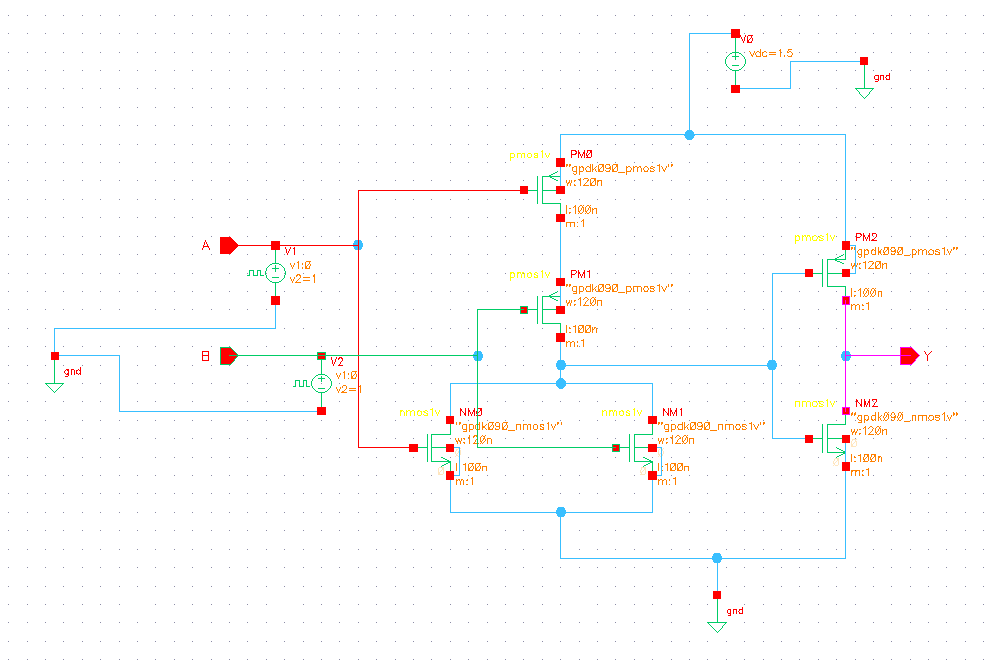 V0
vdc=1.5
gnd
pmos1v
PM0
"gpdk090_pmos1v"
w:120n
l:100n
m:1
A
V1
v1:0
v2=1
pmos1v
PM2
"gpdk090_pmos1v"
w:120n
l:100n
m:1
pmos1v
PM1
"gpdk090_pmos1v"
w:120n
l:100n
m:1
B
V2
v1:0
v2=1
gnd
Y
nmos1v
NM0
"gpdk090_nmos1v"
w:120n
l:100n
m:1
nmos1v
NM1
"gpdk090_nmos1v"
w:120n
l:100n
m:1
nmos1v
NM2
"gpdk090_nmos1v"
w:120n
l:100n
m:1
gnd